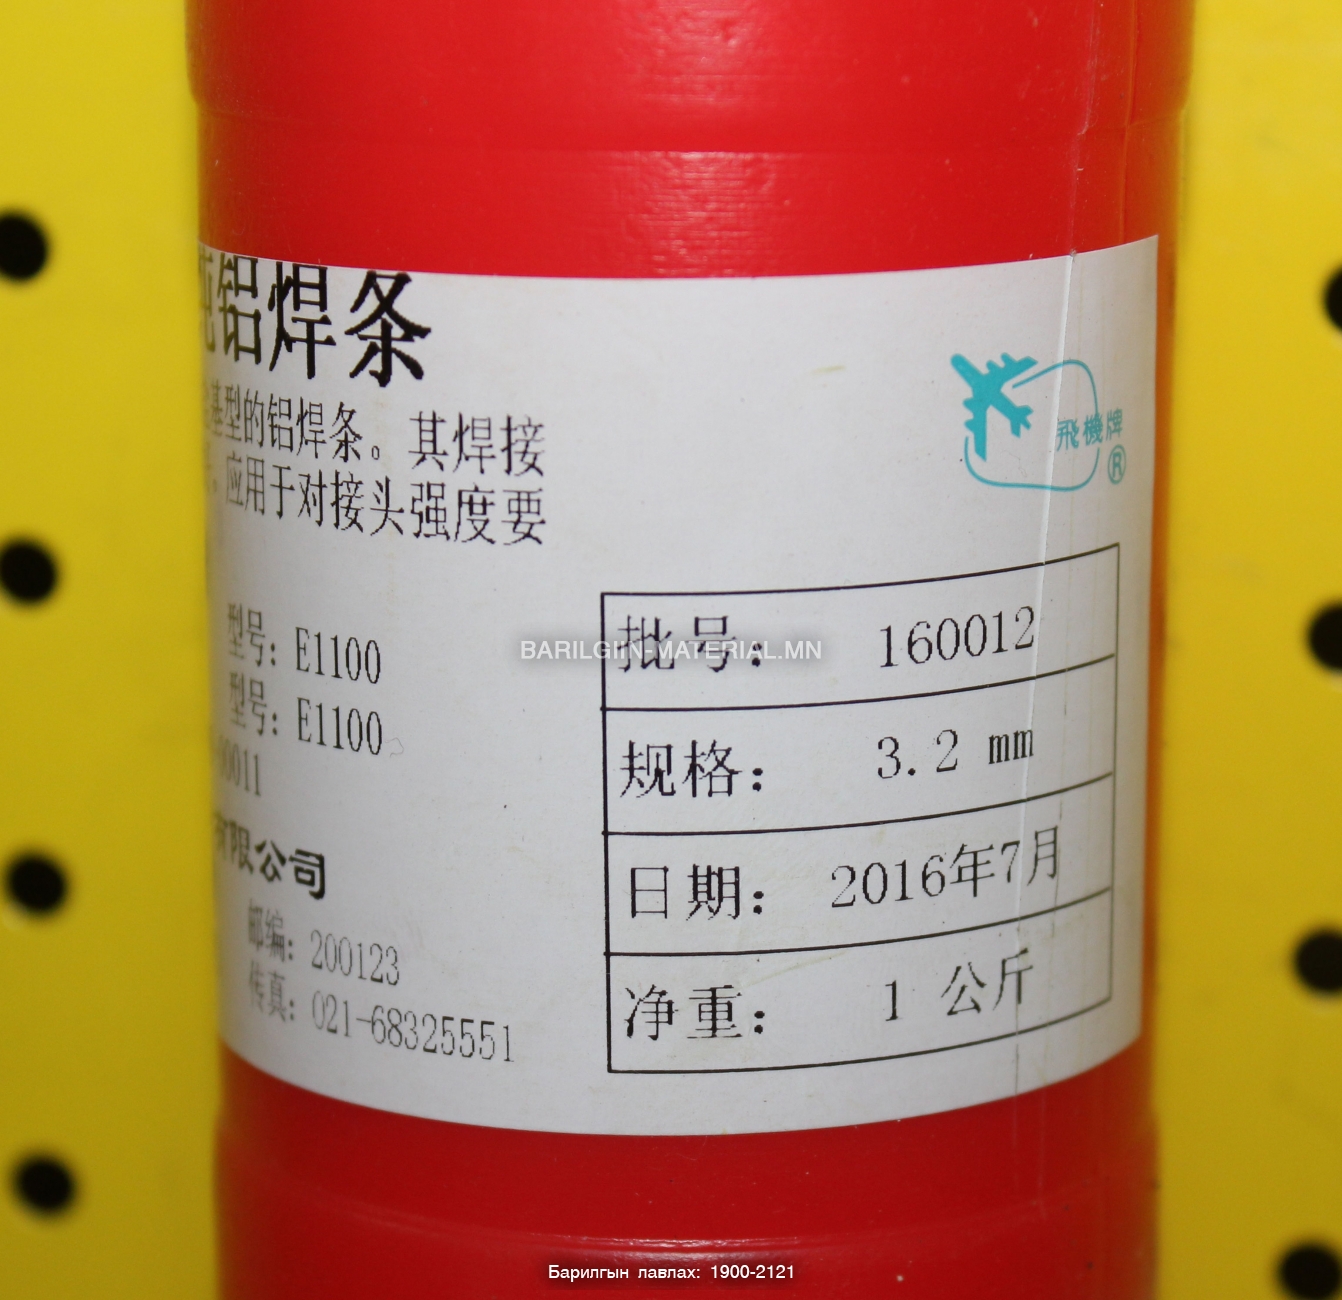 纯铝焊条
基型的铝焊条。其焊接
应用于对接头强度要
型号: E1100
型号: E1100
0011
有限公司
邮编: 200123
传真: 021-68325551
飛機牌
®
批号: 160012
规格: 3.2 mm
日期: 2016年7月
净重: 1 公斤
BARILGIIN-MATERIAL.MN
Барилгын лавлах: 1900-2121